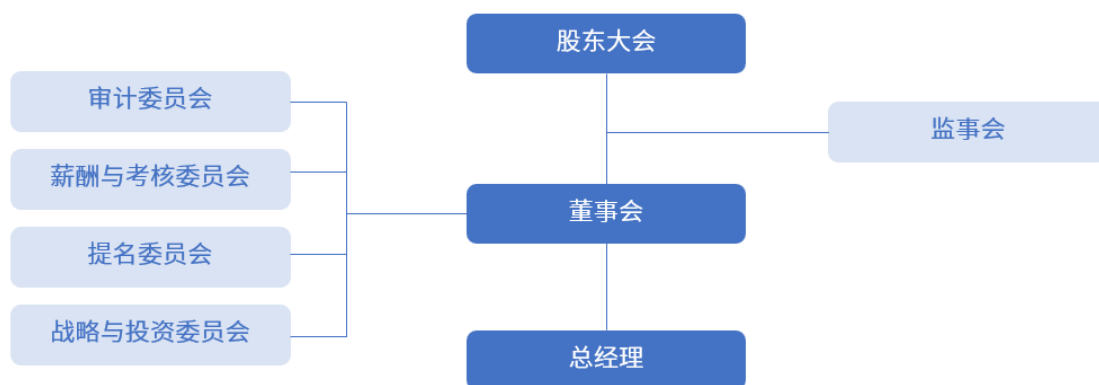 股东大会
审计委员会
监事会
薪酬与考核委员会
董事会
提名委员会
战略与投资委员会
总经理